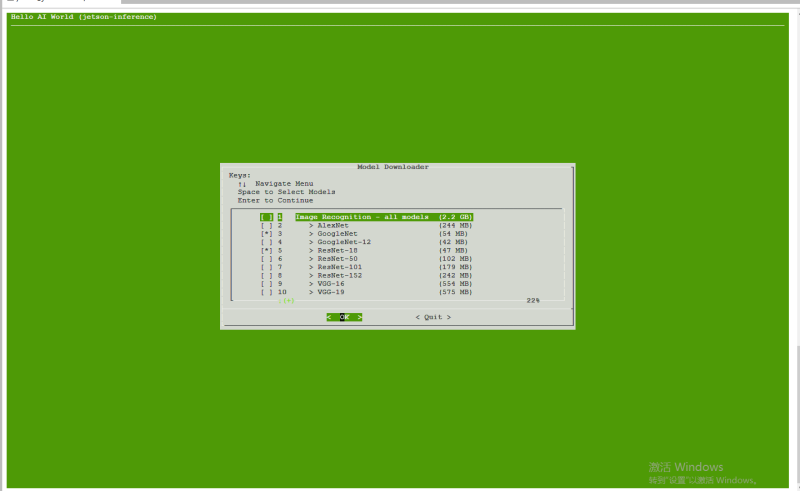 Hello AI World (jetson-inference)
Model Downloader
Keys:
↑↓ Navigate Menu
Space to Select Models
Enter to Continue
[ ] 1 Image Recognition - all models (2.2 GB)
[ ] 2 > AlexNet (244 MB)
[*] 3 > GoogleNet (54 MB)
[ ] 4 > GoogleNet-12 (42 MB)
[*] 5 > ResNet-18 (47 MB)
[ ] 6 > ResNet-50 (102 MB)
[ ] 7 > ResNet-101 (179 MB)
[ ] 8 > ResNet-152 (242 MB)
[ ] 9 > VGG-16 (554 MB)
[ ] 10 > VGG-19 (575 MB)
↓(+) 22%
< OK > < Quit >
激活 Windows
转到"设置"以激活 Windows。